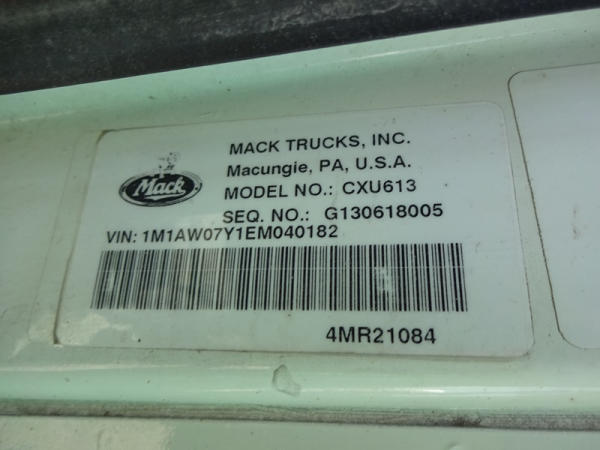 MACK TRUCKS, INC.
Macungie, PA, U.S.A.
Mack
MODEL NO.: CXU613
SEQ. NO.: G130618005
VIN: 1M1AW07Y1EM040182
4MR21084